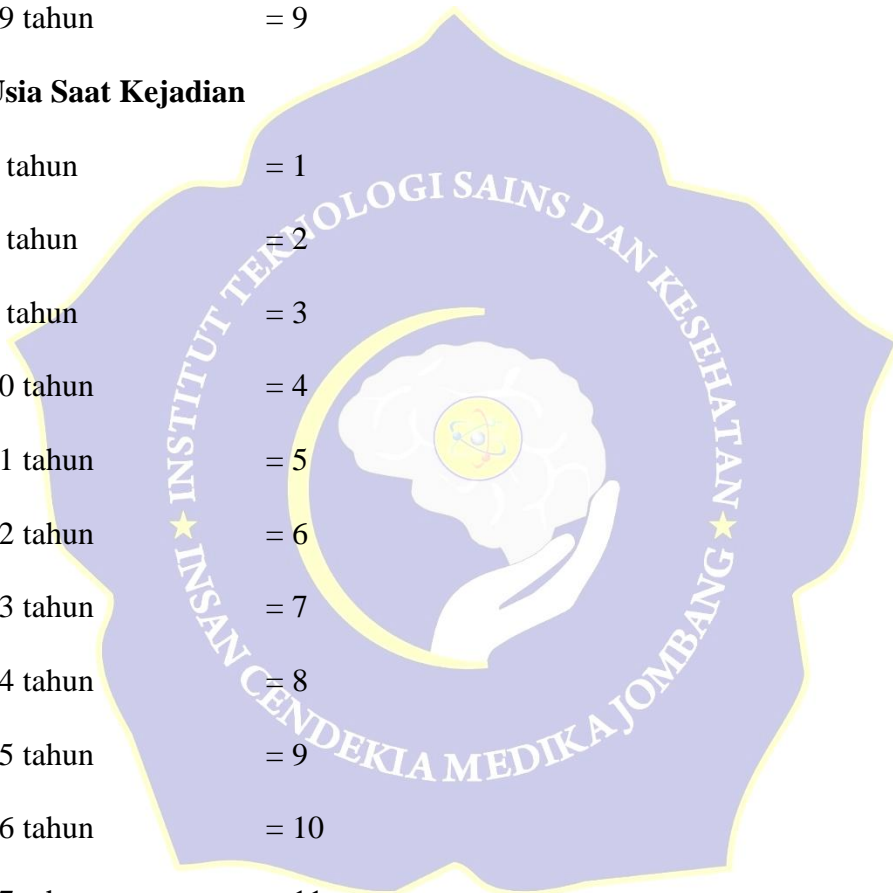 9 tahun = 9
Usia Saat Kejadian
tahun = 1
tahun = 2
tahun = 3
0 tahun = 4
1 tahun = 5
2 tahun = 6
3 tahun = 7
4 tahun = 8
5 tahun = 9
6 tahun = 10
INSTITUT TEKNOLOGI SAINS DAN KESEHATAN
INSAN CENDEKIA MEDIKA JOMBANG